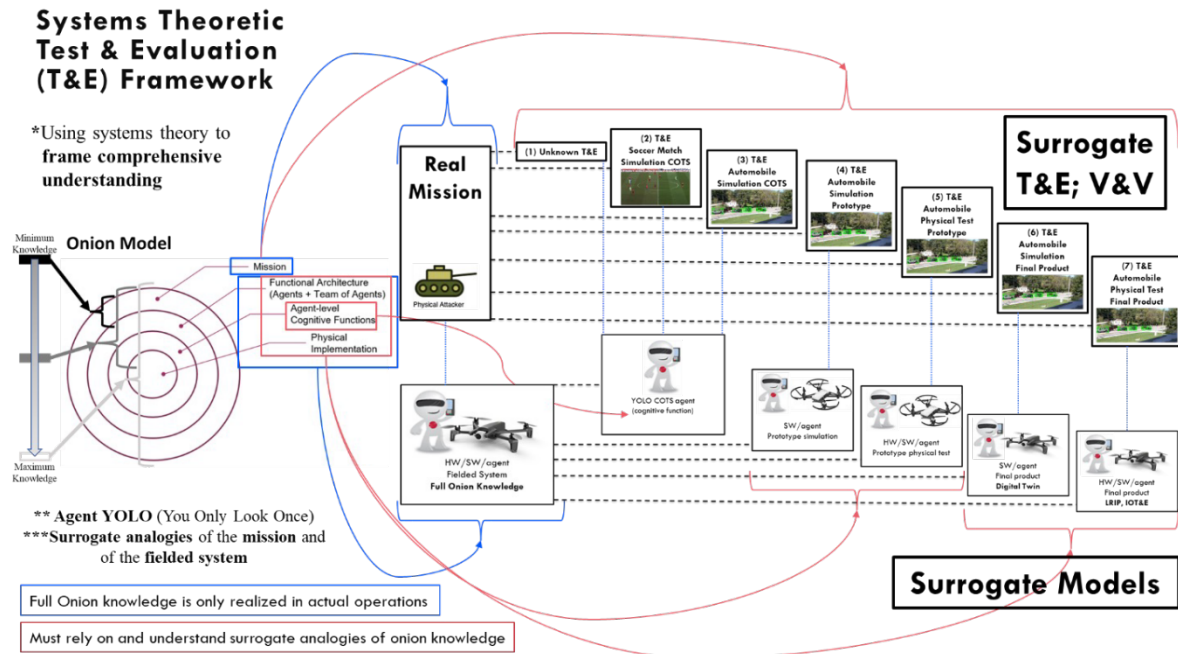 Systems Theoretic
Test & Evaluation
(T&E) Framework
*Using systems theory to
frame comprehensive
understanding
Minimum
Knowledge
Onion Model
Mission
Functional Architecture
(Agents + Team of Agents)
Agent-level
Cognitive Functions
Physical
Implementation
Maximum
Knowledge
** Agent YOLO (You Only Look Once)
***Surrogate analogies of the mission and
of the fielded system
Full Onion knowledge is only realized in actual operations
Must rely on and understand surrogate analogies of onion knowledge
Real
Mission
Physical Attacker
(1) Unknown T&E
(2) T&E
Soccer Match
Simulation COTS
(3) T&E
Automobile
Simulation COTS
(4) T&E
Automobile
Simulation
Prototype
(5) T&E
Automobile
Physical Test
Prototype
(6) T&E
Automobile
Simulation
Final Product
(7) T&E
Automobile
Physical Test
Final Product
Surrogate
T&E; V&V
HW/SW/agent
Fielded System
Full Onion Knowledge
YOLO COTS agent
(cognitive function)
SW/agent
Prototype simulation
HW/SW/agent
Prototype physical test
SW/agent
Final product
Digital Twin
HW/SW/agent
Final product
LRIP, IOT&E
Surrogate Models